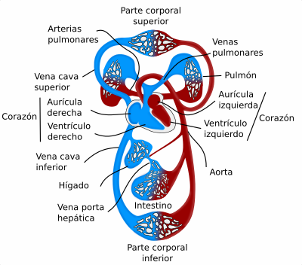 Parte corporal
superior
Arterias
pulmonares
Venas
pulmonares
Vena cava
superior
Pulmón
Corazón
Aurícula
derecha
Ventrículo
derecho
Aurícula
izquierda
Ventrículo
izquierdo
Corazón
Vena cava
inferior
Aorta
Hígado
Vena porta
hepática
Intestino
Parte corporal
inferior